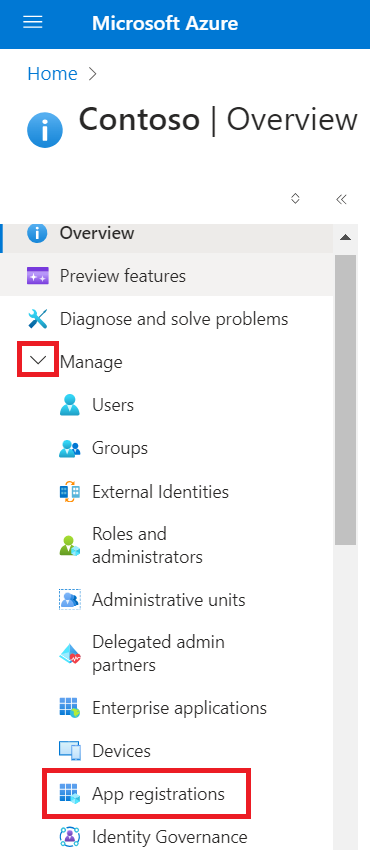 Microsoft Azure
Home
Contoso | Overview
Overview
Preview features
Diagnose and solve problems
Manage
Users
Groups
External Identities
Roles and
administrators
Administrative units
Delegated admin
partners
Enterprise applications
Devices
App registrations
Identity Governance